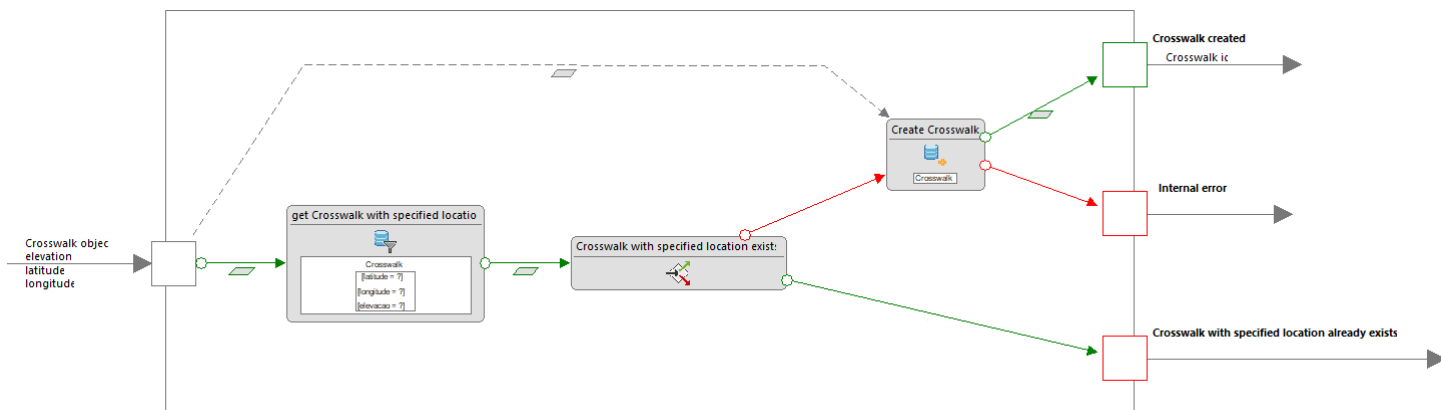 Crosswalk created
Crosswalk ic
Create Crosswalk
Crosswalk
Internal error
get Crosswalk with specified locatio
Crosswalk
[latitude = ?]
[longitude = ?]
[elevacao = ?]
Crosswalk with specified location exists
Crosswalk objec
elevation
latitude
longitude
Crosswalk with specified location already exists